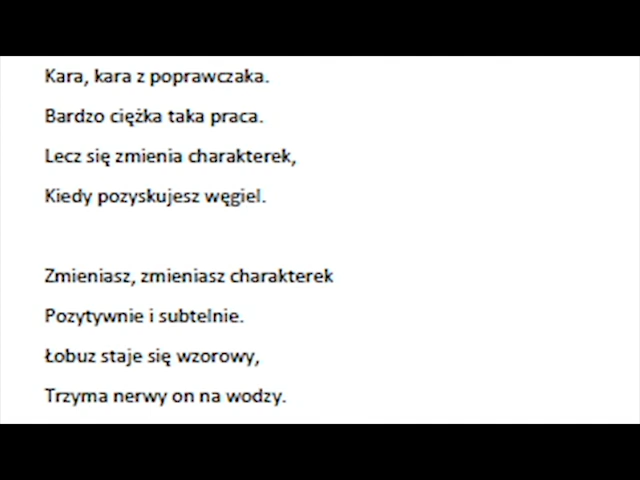 Kara, kara z poprawczaka.
Bardzo ciężka taka praca.
Lecz się zmienia charakterek,
Kiedy pozyskujesz węgiel.
Zmieniasz, zmieniasz charakterek
Pozytywnie i subtelnie.
Łobuz staje się wzorowy,
Trzyma nerwy on na wodzy.